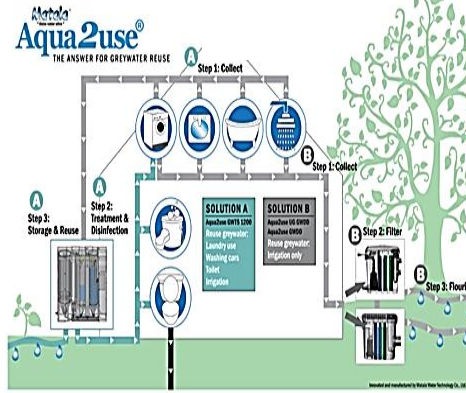 Matala
Aqua2use®
THE ANSWER FOR GREYWATER REUSE
A
Step 1: Collect
B
Step 1: Collect
A
Step 3:
Storage & Reuse
A
Step 2:
Treatment &
Disinfection
SOLUTION A
Aqua2use GWTS 1200
Reuse greywater:
Laundry use
Washing cars
Toilet
Irrigation
SOLUTION B
Aqua2use UG GWDD
Aqua2use GWDD
Reuse greywater:
Irrigation only
B
Step 2: Filter
B
Step 3: Flouri
Innovated and manufactured by Matala Water Technology Co., Ltd